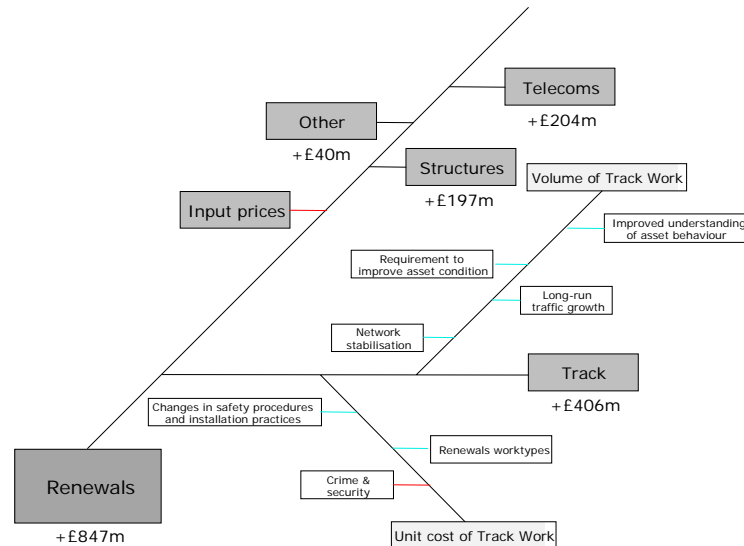 Telecoms
+£204m
Other
+£40m
Structures
+£197m
Volume of Track Work
Input prices
Improved understanding
of asset behaviour
Requirement to
improve asset condition
Long-run
traffic growth
Network
stabilisation
Track
+£406m
Changes in safety procedures
and installation practices
Renewals worktypes
Crime &
security
Renewals
+£847m
Unit cost of Track Work